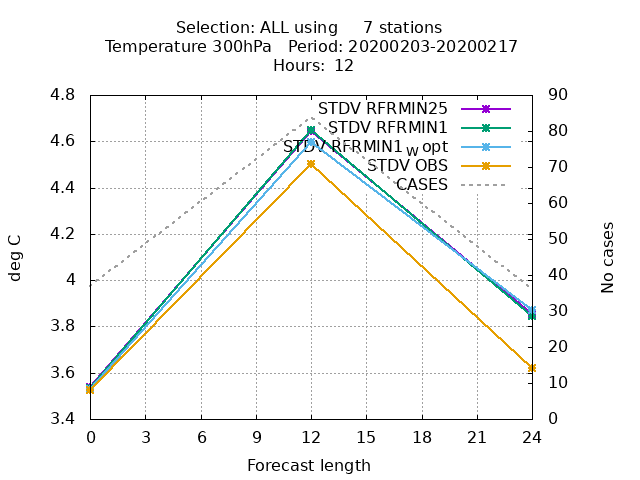 Selection: ALL using     7 stations
Temperature 300hPa   Period: 20200203-20200217
Hours:  12
4.8
4.6
4.4
4.2
4
3.8
3.6
3.4
deg C
90
80
70
60
50
40
30
20
10
0
No cases
STDV RFRMIN25
STDV RFRMIN1
STDV RFRMIN1 w opt
STDV OBS
CASES
0 3 6 9 12 15 18 21 24
Forecast length